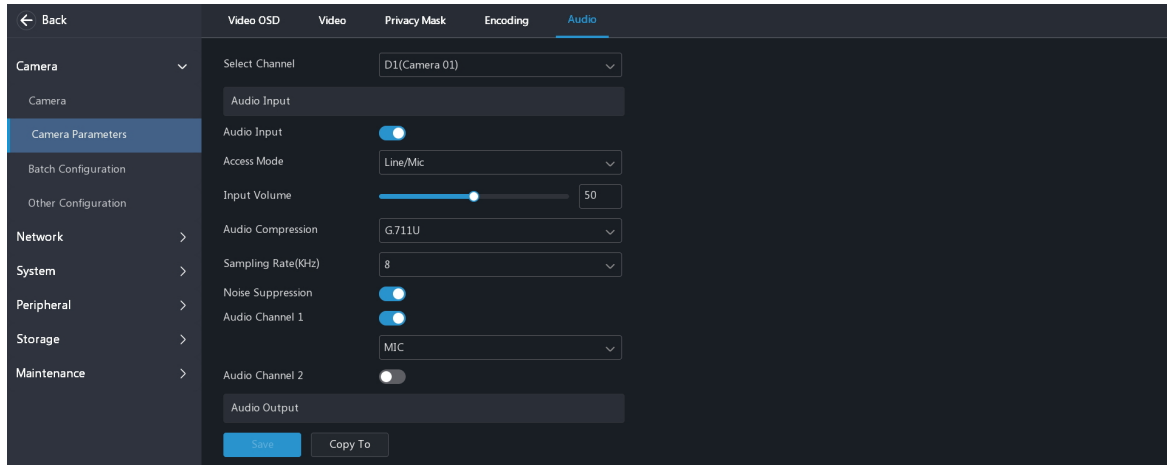 Back
Video OSD Video Privacy Mask Encoding Audio
Camera
Camera
Camera Parameters
Batch Configuration
Other Configuration
Network
System
Peripheral
Storage
Maintenance
Select Channel D1(Camera 01)
Audio Input
Audio Input
Access Mode Line/Mic
Input Volume 50
Audio Compression G.711U
Sampling Rate(KHz) 8
Noise Suppression
Audio Channel 1
MIC
Audio Channel 2
Audio Output
Save Copy To